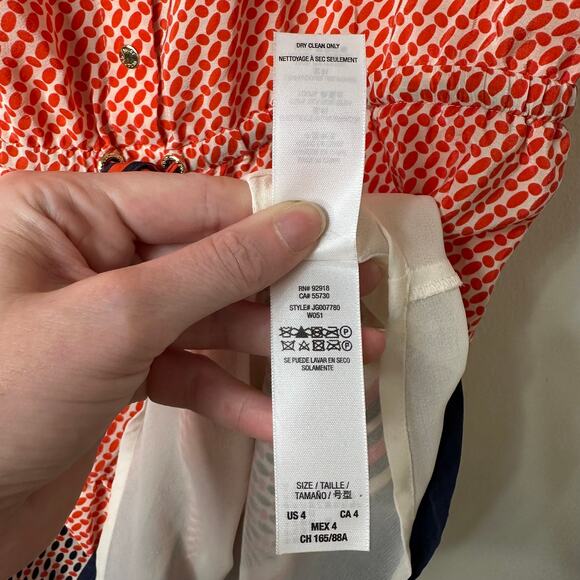 DRY CLEAN ONLY
NETTOYAGE À SEC SEULEMENT
RN# 92918
CA# 55730
STYLE# JG007780
W051
SE PUEDE LAVAR EN SECO
SOLAMENTE
SIZE / TAILLE /
TAMAÑO / 号型
US 4 CA 4
MEX 4
CH 165/88A